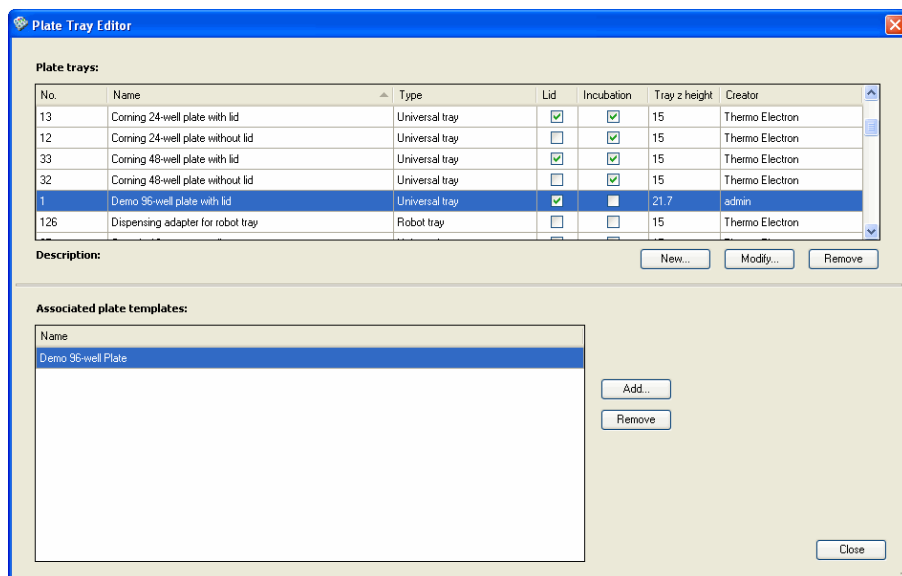 Plate Tray Editor
Plate trays:
No. Name Type Lid Incubation Tray z height Creator
13 Corning 24-well plate with lid Universal tray 15 Thermo Electron
12 Corning 24-well plate without lid Universal tray 15 Thermo Electron
33 Corning 48-well plate with lid Universal tray 15 Thermo Electron
32 Corning 48-well plate without lid Universal tray 15 Thermo Electron
1 Demo 96-well plate with lid Universal tray 21.7 admin
126 Dispensing adapter for robot tray Robot tray 15 Thermo Electron
Description:
New... Modify... Remove
Associated plate templates:
Name
Demo 96-well Plate
Add...
Remove
Close